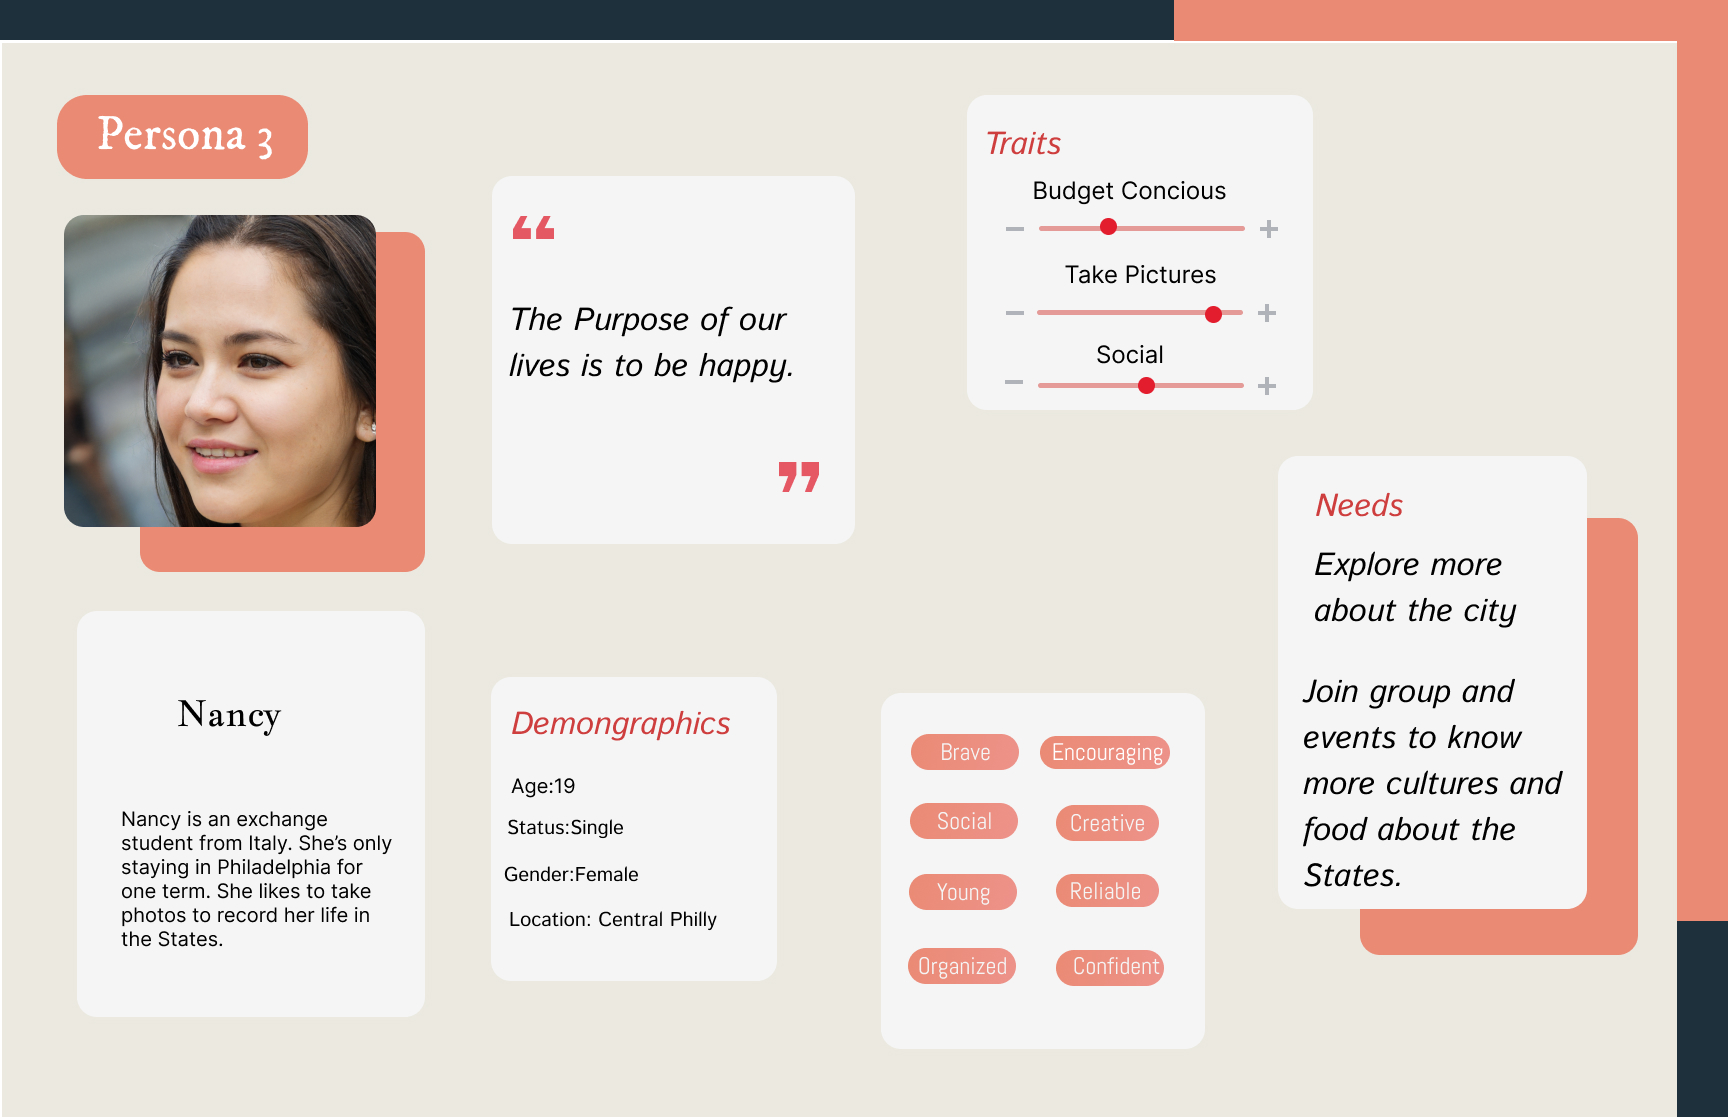 Persona 3
“
The Purpose of our
lives is to be happy.
”
Traits
Budget Concious
− +
Take Pictures
− +
Social
− +
Needs
Explore more
about the city
Join group and
events to know
more cultures and
food about the
States.
Nancy
Nancy is an exchange
student from Italy. She’s only
staying in Philadelphia for
one term. She likes to take
photos to record her life in
the States.
Demongraphics
Age:19
Status:Single
Gender:Female
Location: Central Philly
Brave Encouraging
Social Creative
Young Reliable
Organized Confident